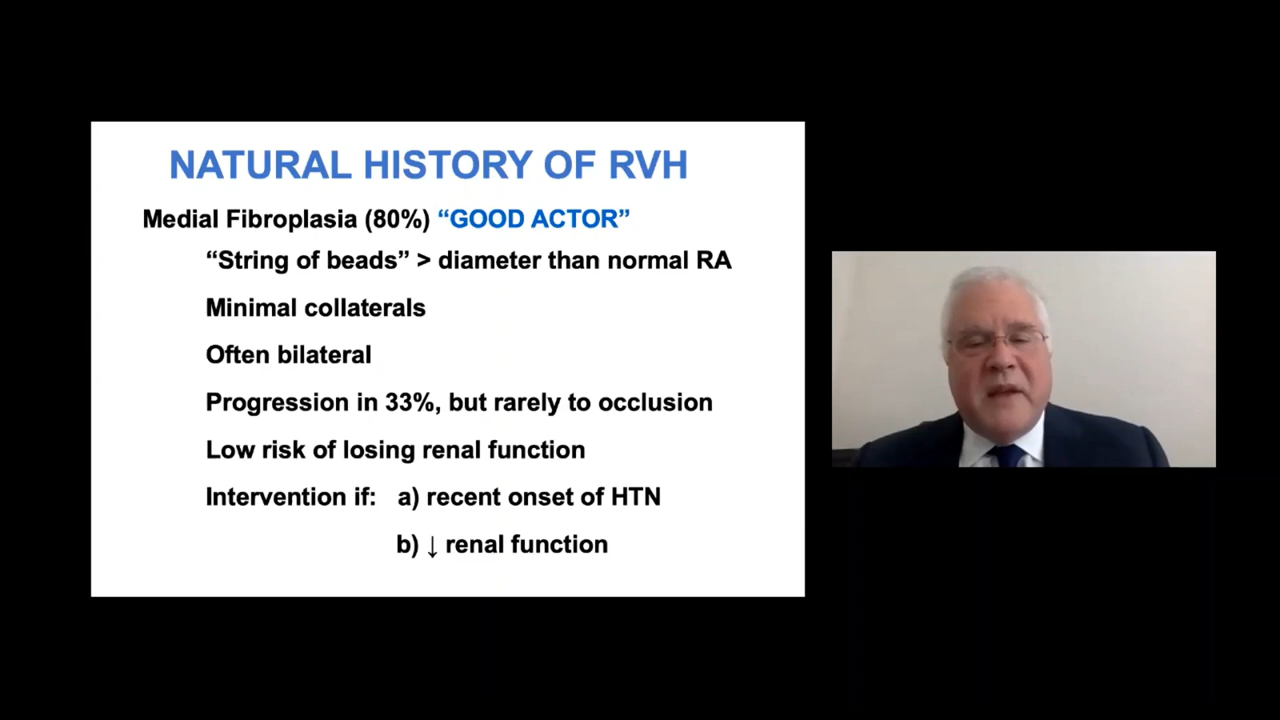 NATURAL HISTORY OF RVH
Medial Fibroplasia (80%) “GOOD ACTOR”
“String of beads” > diameter than normal RA
Minimal collaterals
Often bilateral
Progression in 33%, but rarely to occlusion
Low risk of losing renal function
Intervention if: a) recent onset of HTN
b) ↓ renal function